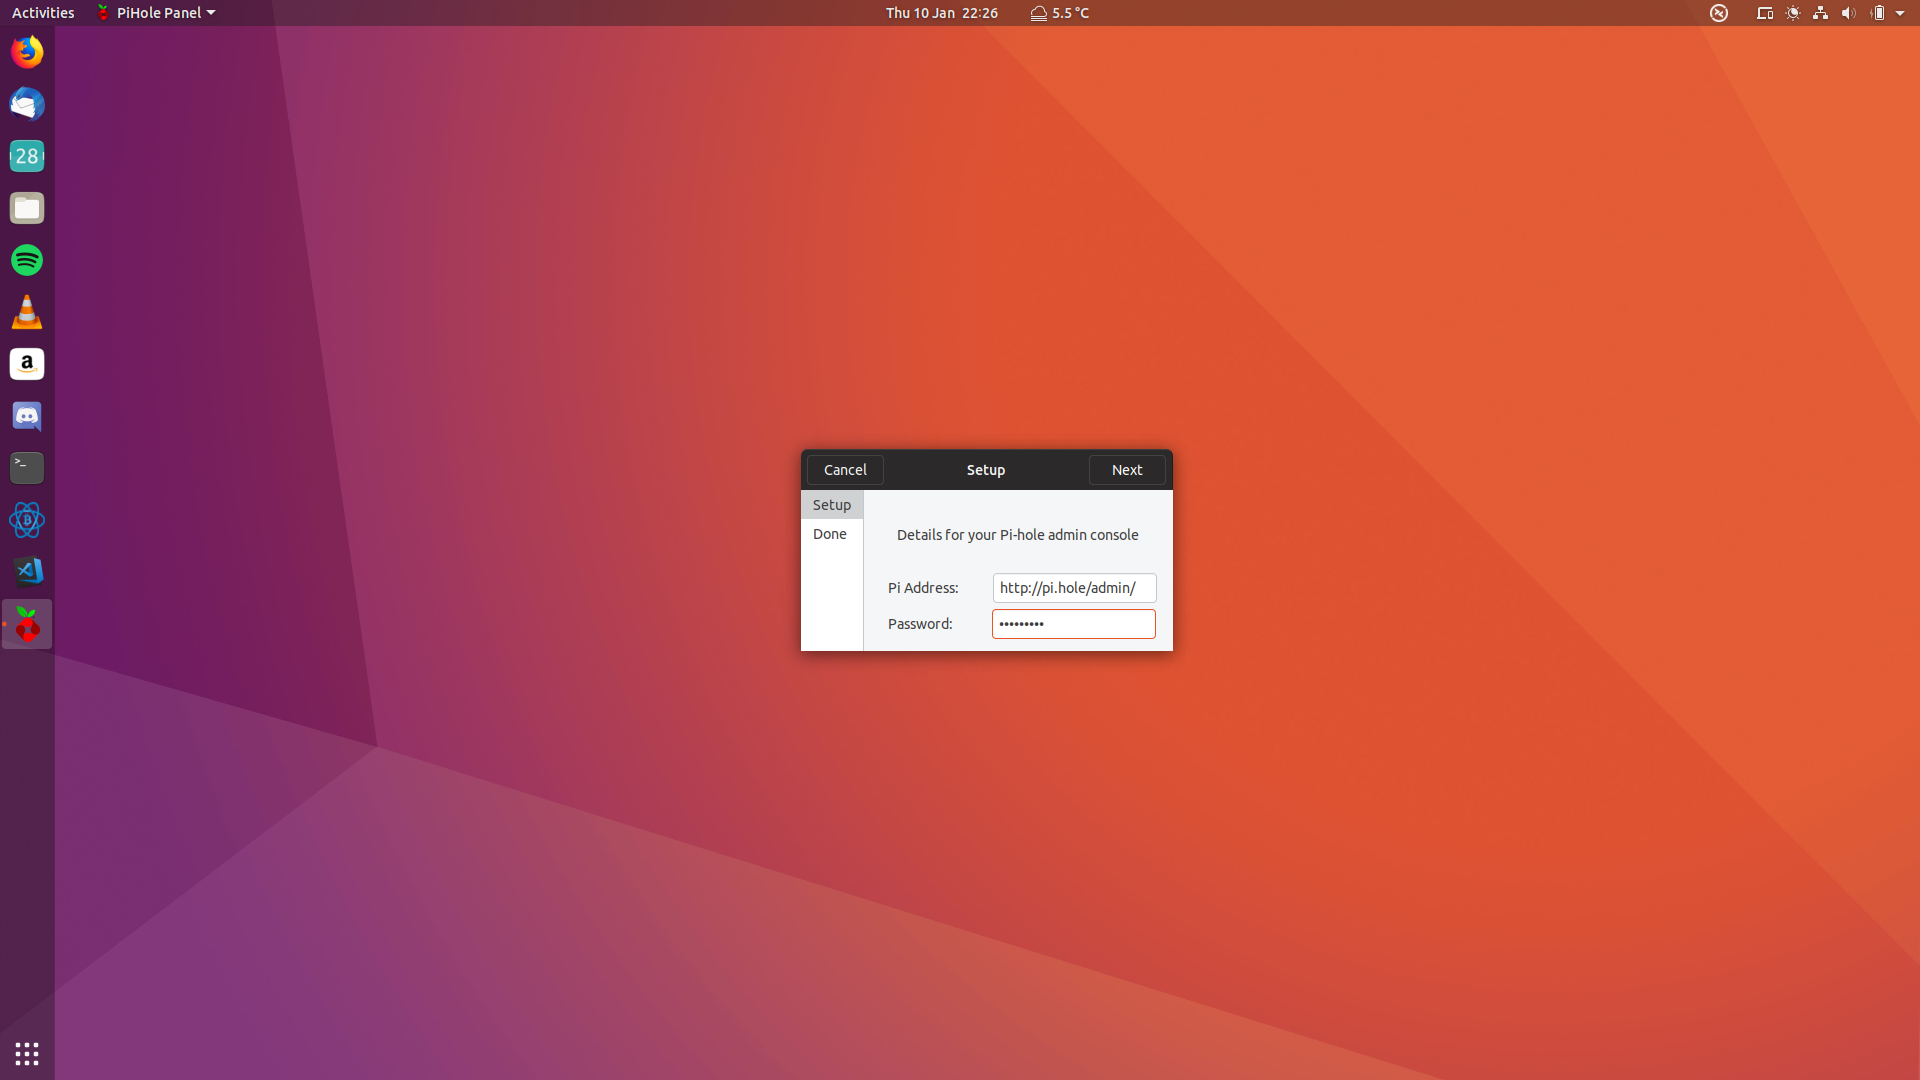 Activities
PiHole Panel
Thu 10 Jan 22:26
5.5 °C
28
a
>_
Cancel
Setup
Next
Setup
Done
Details for your Pi-hole admin console
Pi Address:
http://pi.hole/admin/
Password:
•••••••••